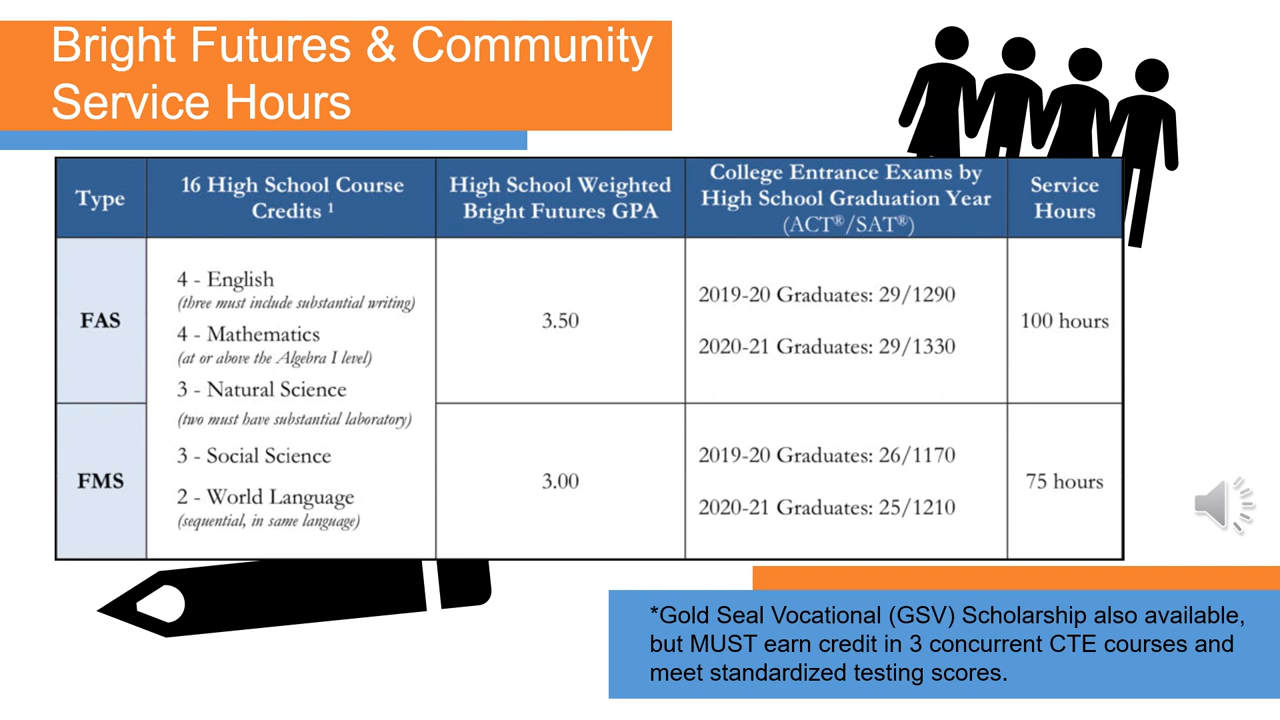 Bright Futures & Community
Service Hours
Type
16 High School Course
Credits ¹
High School Weighted
Bright Futures GPA
College Entrance Exams by
High School Graduation Year
(ACT®/SAT®)
Service
Hours
FAS
4 - English
(three must include substantial writing)
4 - Mathematics
(at or above the Algebra I level)
3 - Natural Science
(two must have substantial laboratory)
3 - Social Science
2 - World Language
(sequential, in same language)
3.50
2019-20 Graduates: 29/1290
2020-21 Graduates: 29/1330
100 hours
FMS
3.00
2019-20 Graduates: 26/1170
2020-21 Graduates: 25/1210
75 hours
*Gold Seal Vocational (GSV) Scholarship also available,
but MUST earn credit in 3 concurrent CTE courses and
meet standardized testing scores.